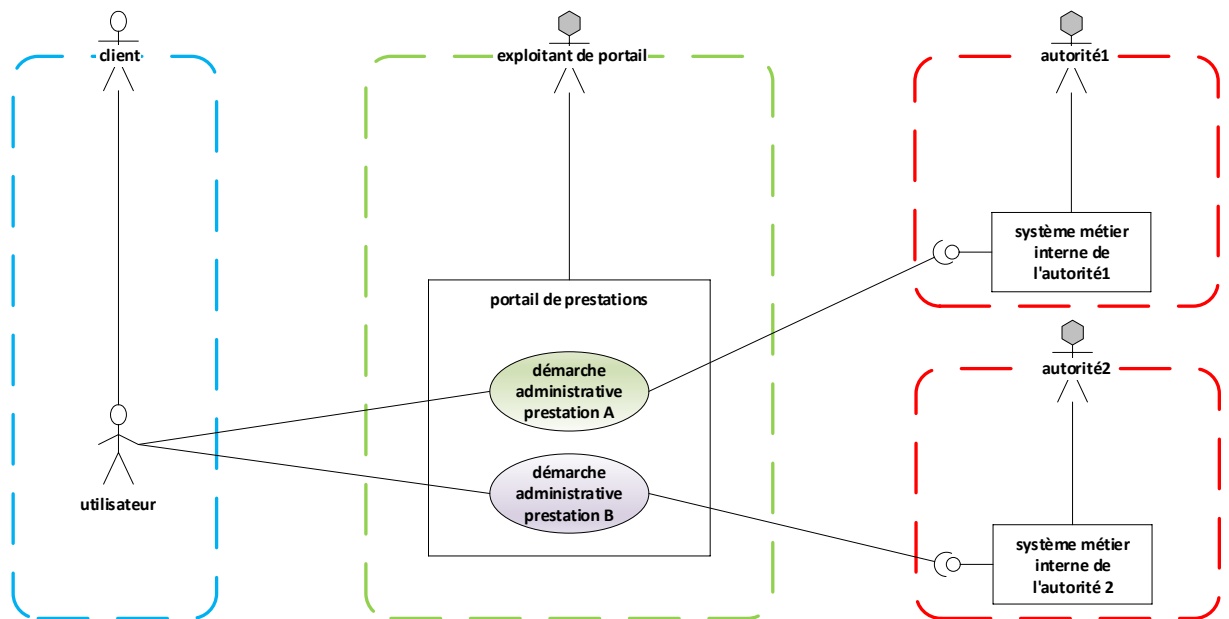 client
exploitant de portail
autorité1
système métier
interne de
l'autorité1
portail de prestations
démarche
administrative
prestation A
autorité2
utilisateur
démarche
administrative
prestation B
système métier
interne de
l'autorité 2